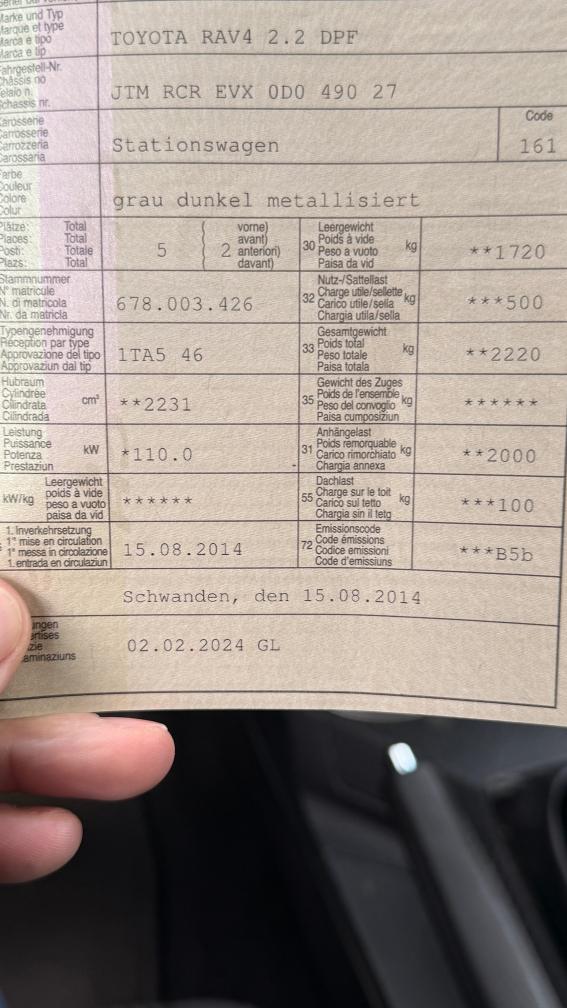 Marke und Typ
Marque et type
Marca e tipo
Marca e tip
TOYOTA RAV4 2.2 DPF
Fahrgestell-Nr.
Châssis no
Telaio n.
Schassis nr.
JTM RCR EVX 0D0 490 27
Carosserie
Carrosserie
Carrozzeria
Carossaria
Stationswagen
Code
161
Farbe
Couleur
Colore
Colur
grau dunkel metallisiert
Plätze: Total
Places: Total
Posti: Totale
Plazs: Total
5
vorne)
avant)
2 anteriori)
davant)
30 Leergewicht
Poids à vide
Peso a vuoto
Paisa da vid
kg
**1720
Stammnummer
N° matricule
N. di matricola
Nr. da matricla
678.003.426
32 Nutz-/Sattellast
Charge utile/sellette
Carico utile/sella
Chargia utila/sella
kg
***500
Typengenehmigung
Réception par type
Approvazione del tipo
Approvaziun dal tip
1TA5 46
33 Gesamtgewicht
Poids total
Peso totale
Paisa totala
kg
**2220
Hubraum
Cylindrée
Cilindrata
Cilindrada
cm³
**2231
35 Gewicht des Zuges
Poids de l'ensemble
Peso del convoglio
Paisa cumposiziun
kg
******
Leistung
Puissance
Potenza
Prestaziun
kW
*110.0
31 Anhängelast
Poids remorquable
Carico rimorchiato
Chargia annexa
kg
**2000
kW/kg
Leergewicht
poids à vide
peso a vuoto
paisa da vid
******
55 Dachlast
Charge sur le toit
Carico sul tetto
Chargia sin il tetg
kg
***100
1. Inverkehrsetzung
1° mise en circulation
1° messa in circolazione
1. entrada en circulaziun
15.08.2014
72 Emissionscode
Code émissions
Codice emissioni
Code d'emissiuns
***B5b
Schwanden, den 15.08.2014
02.02.2024 GL